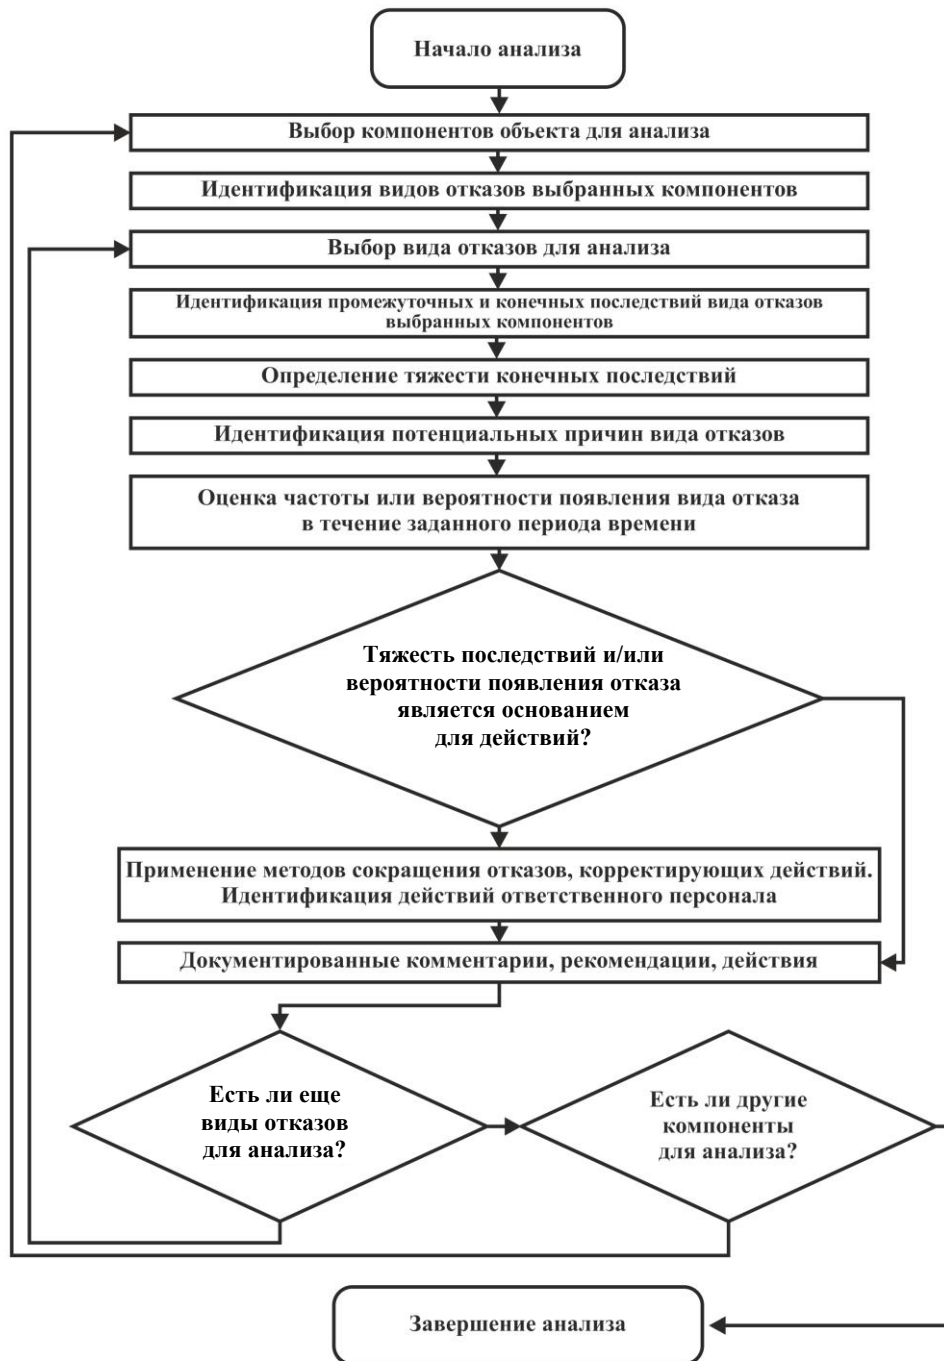 Начало анализа
Выбор компонентов объекта для анализа
Идентификация видов отказов выбранных компонентов
Выбор вида отказов для анализа
Идентификация промежуточных и конечных последствий вида отказов
выбранных компонентов
Определение тяжести конечных последствий
Идентификация потенциальных причин вида отказов
Оценка частоты или вероятности появления вида отказа
в течение заданного периода времени
Тяжесть последствий и/или
вероятности появления отказа
является основанием
для действий?
Применение методов сокращения отказов, корректирующих действий.
Идентификация действий ответственного персонала
Документированные комментарии, рекомендации, действия
Есть ли еще
виды отказов
для анализа?
Есть ли другие
компоненты
для анализа?
Завершение анализа